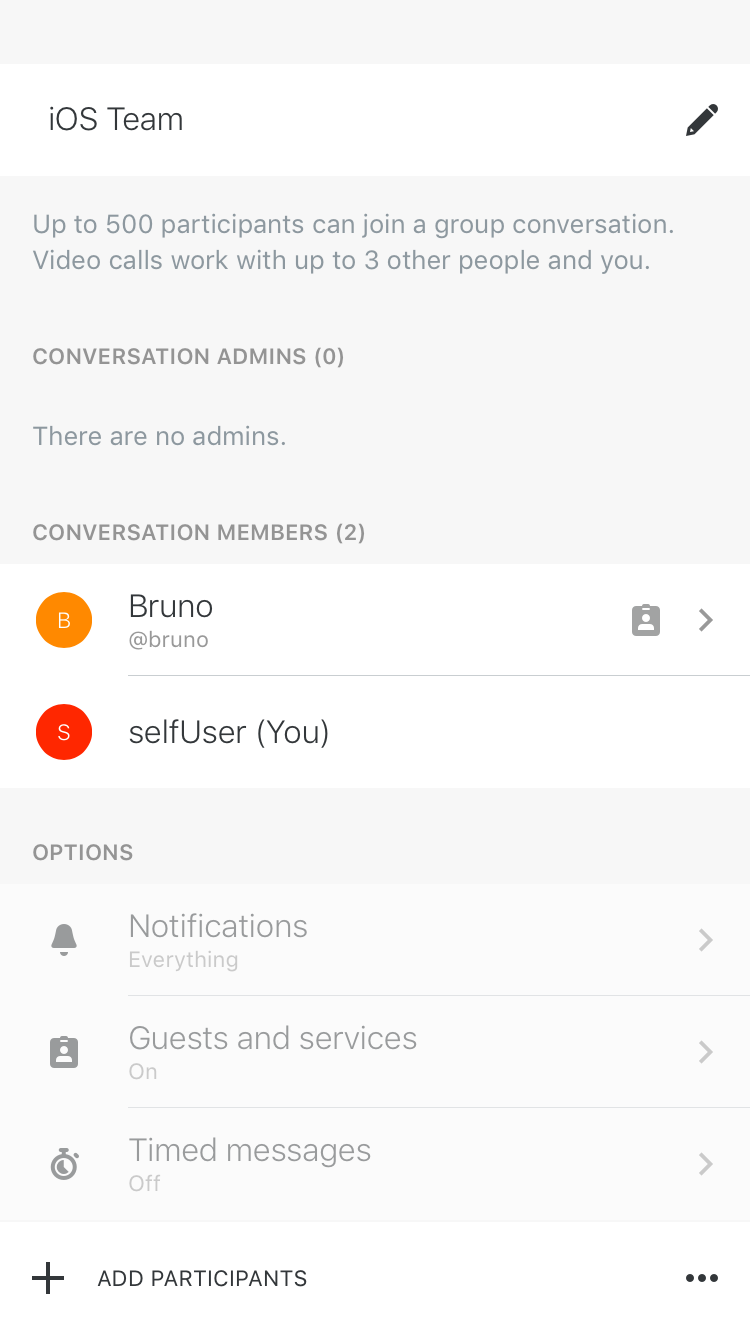 iOS Team
Up to 500 participants can join a group conversation.
Video calls work with up to 3 other people and you.
CONVERSATION ADMINS (0)
There are no admins.
CONVERSATION MEMBERS (2)
B
Bruno
@bruno
S
selfUser (You)
OPTIONS
Notifications
Everything
Guests and services
On
Timed messages
Off
ADD PARTICIPANTS